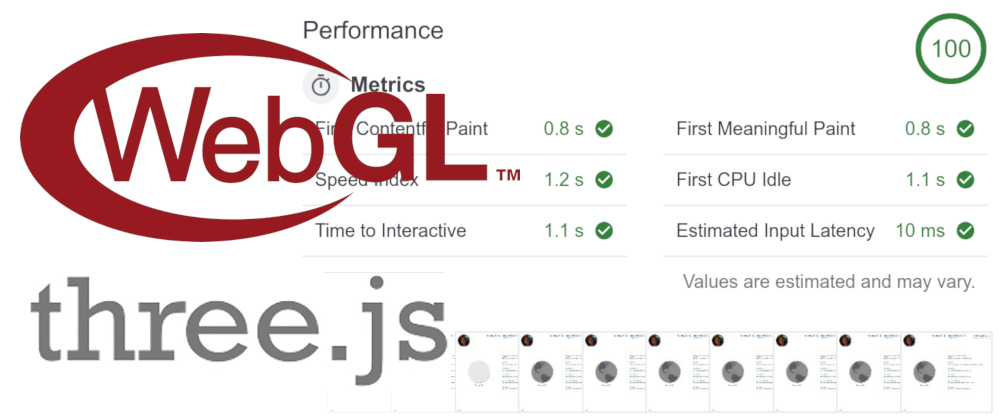 Performance
100
Metrics
First Contentful Paint 0.8 s
First Meaningful Paint 0.8 s
WebGL™
Speed Index 1.2 s
First CPU Idle 1.1 s
Time to Interactive 1.1 s
Estimated Input Latency 10 ms
Values are estimated and may vary.
three.js